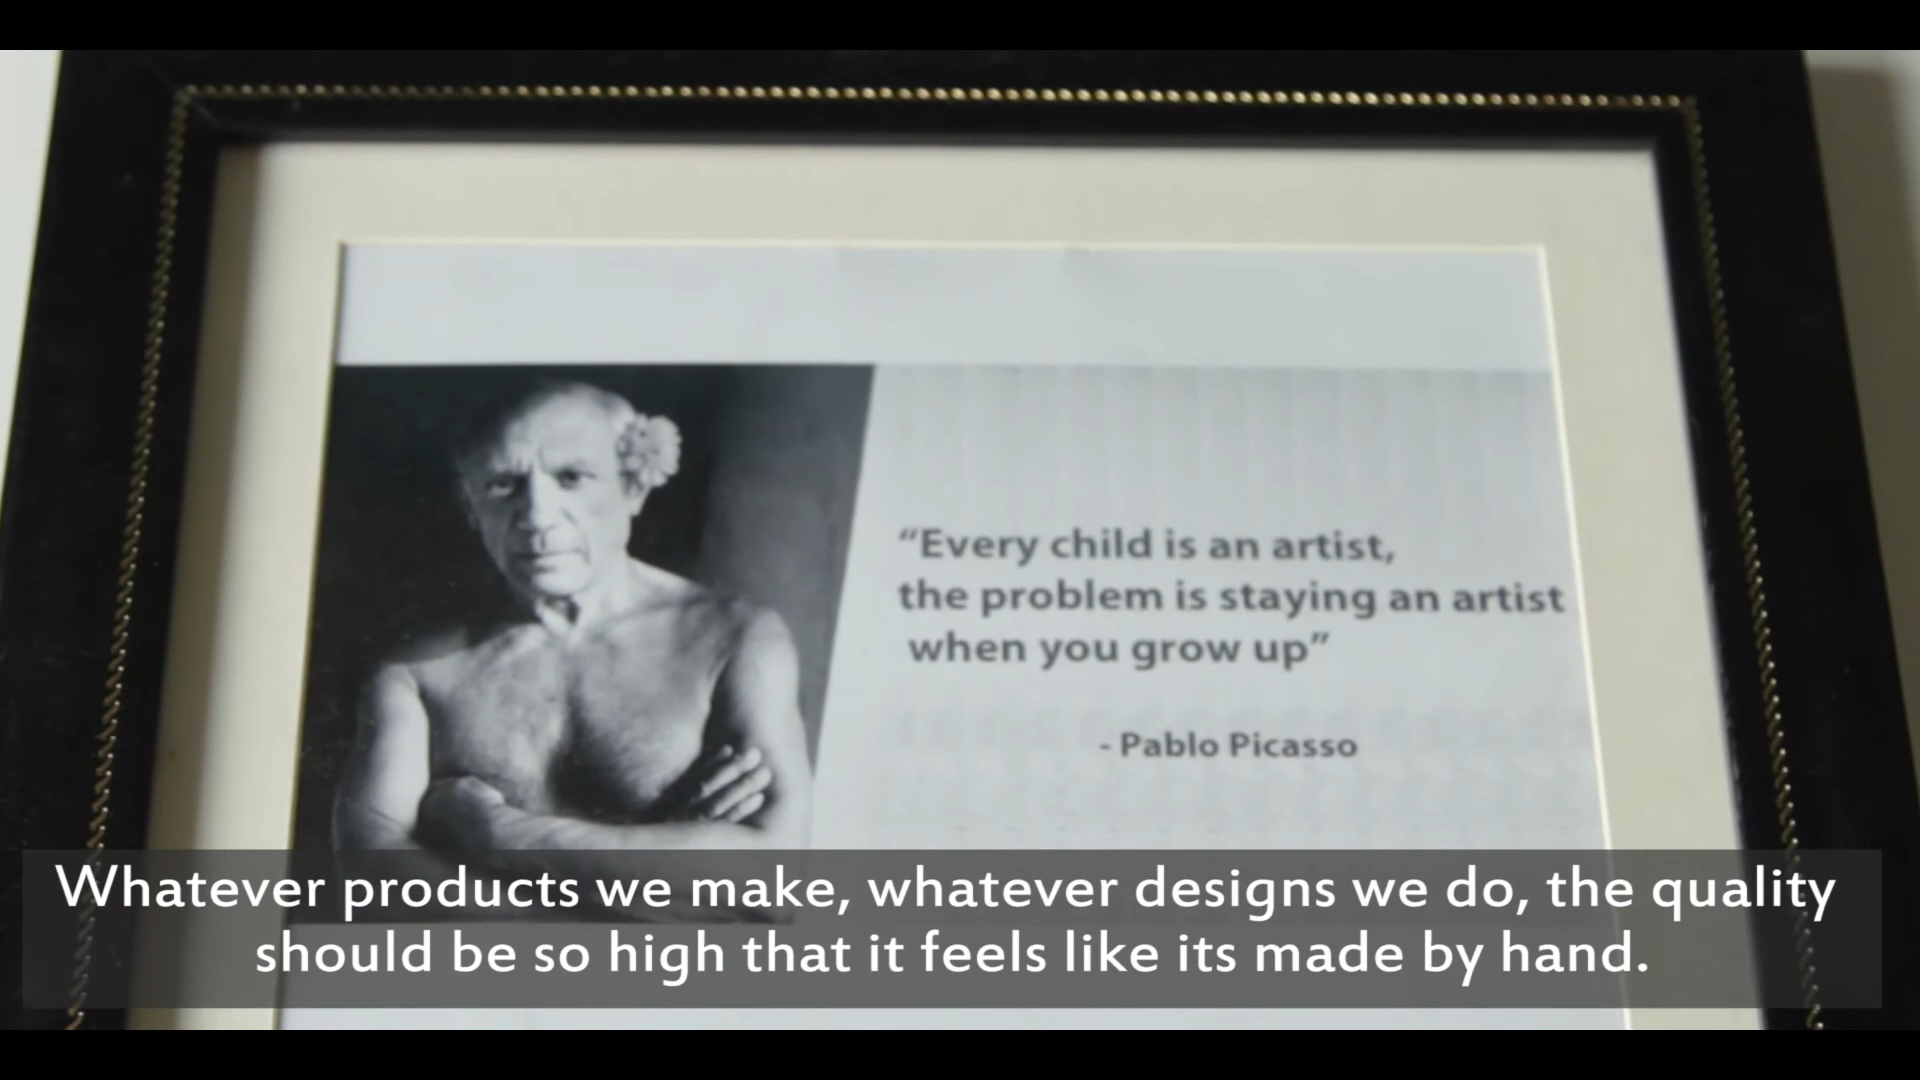 “Every child is an artist,
the problem is staying an artist
when you grow up”
- Pablo Picasso
Whatever products we make, whatever designs we do, the quality
should be so high that it feels like its made by hand.